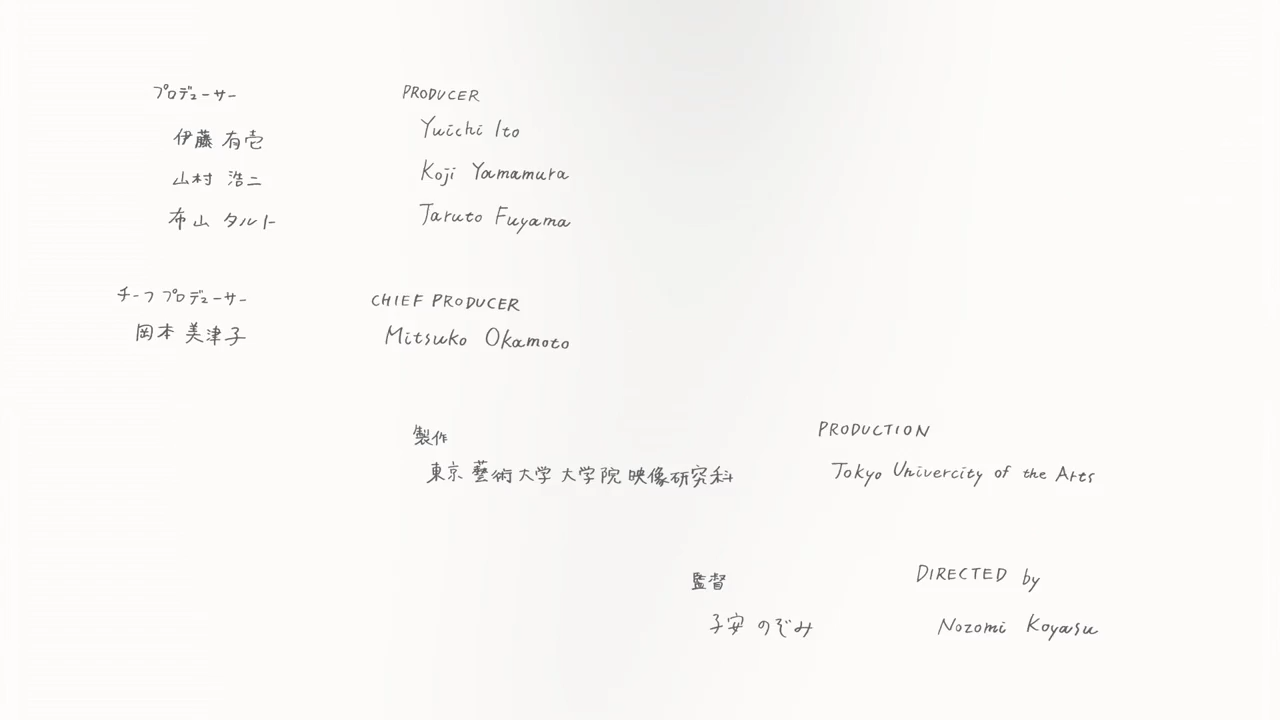 プロデューサー
PRODUCER
伊藤 有壱
Yuichi Ito
山村 浩二
Koji Yamamura
布山 タルト
Taruto Fuyama
チーフプロデューサー
CHIEF PRODUCER
岡本 美津子
Mitsuko Okamoto
製作
PRODUCTION
東京藝術大学 大学院 映像研究科
Tokyo Univercity of the Arts
監督
DIRECTED by
子安 のぞみ
Nozomi Koyasu